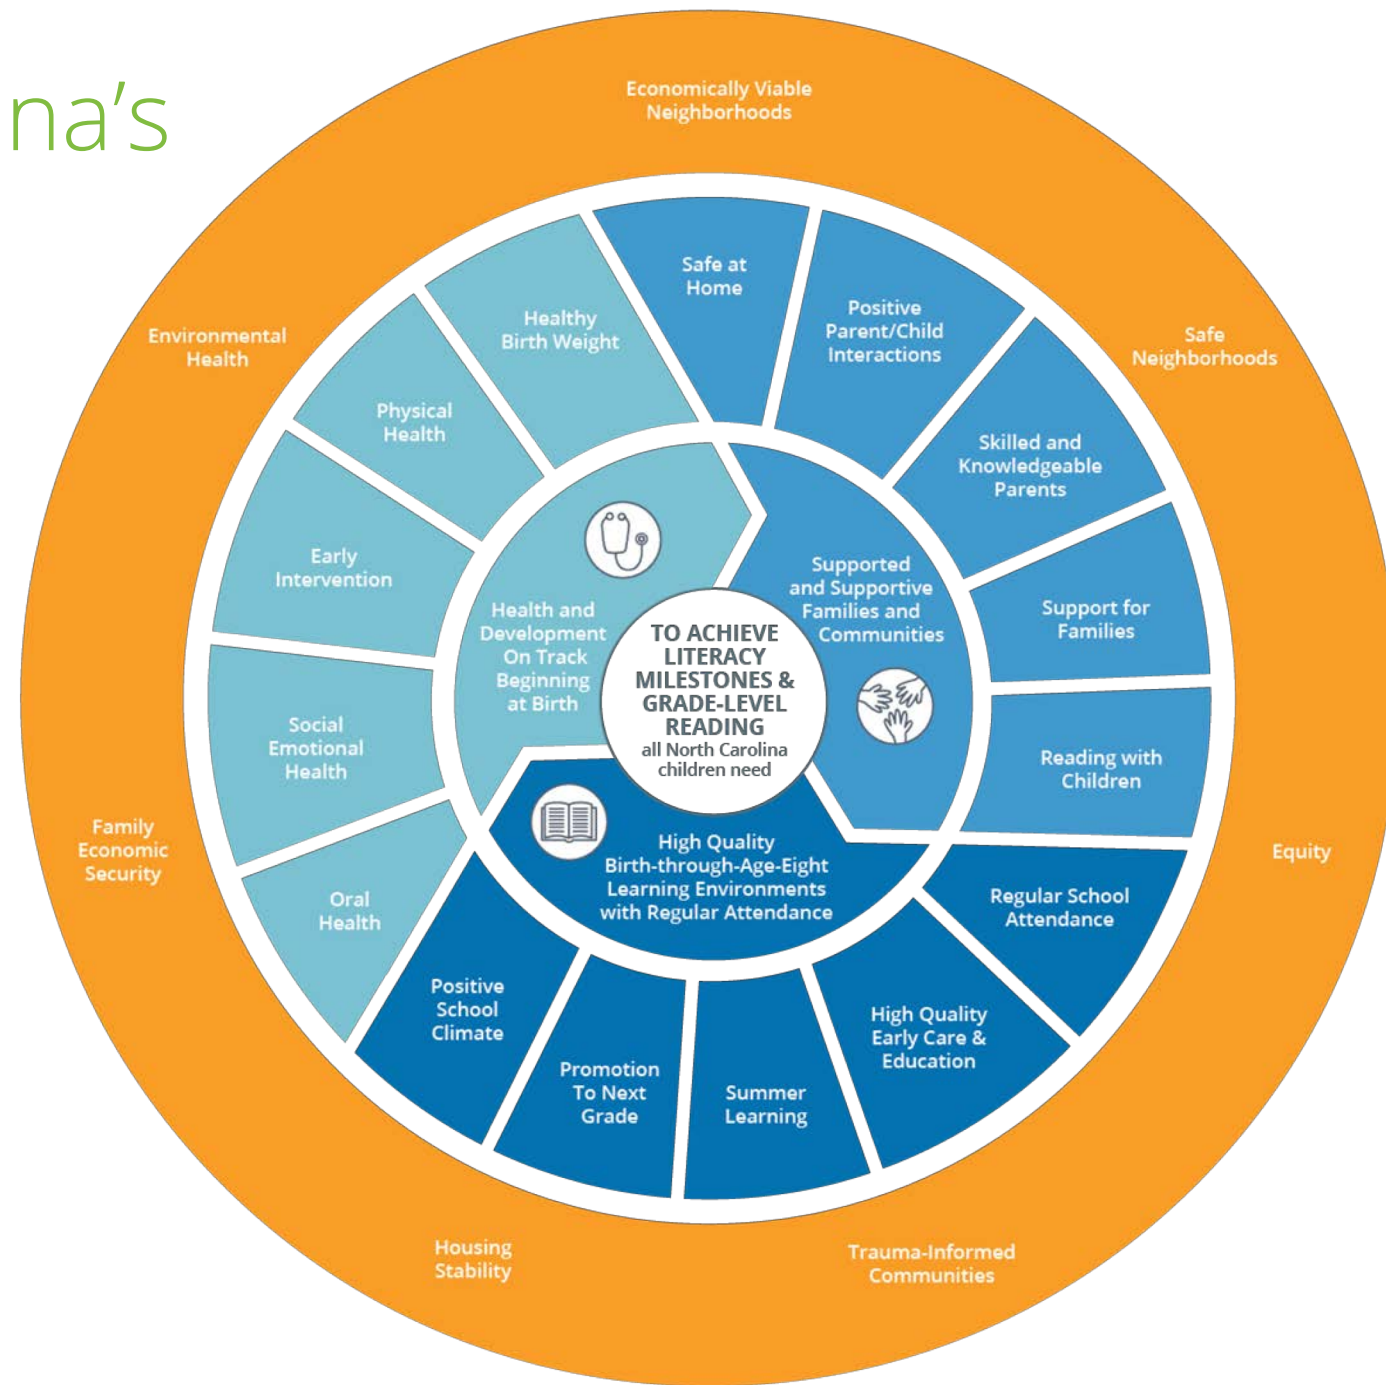 na's
Economically Viable
Neighborhoods
Safe
Neighborhoods
Equity
Trauma-Informed
Communities
Housing
Stability
Family
Economic
Security
Environmental
Health
Safe at
Home
Positive
Parent/Child
Interactions
Skilled and
Knowledgeable
Parents
Support for
Families
Reading with
Children
Regular School
Attendance
High Quality
Early Care &
Education
Summer
Learning
Promotion
To Next
Grade
Positive
School
Climate
Oral
Health
Social
Emotional
Health
Early
Intervention
Physical
Health
Healthy
Birth Weight
Health and
Development
On Track
Beginning
at Birth
Supported
and Supportive
Families and
Communities
High Quality
Birth-through-Age-Eight
Learning Environments
with Regular Attendance
TO ACHIEVE
LITERACY
MILESTONES &
GRADE-LEVEL
READING
all North Carolina
children need